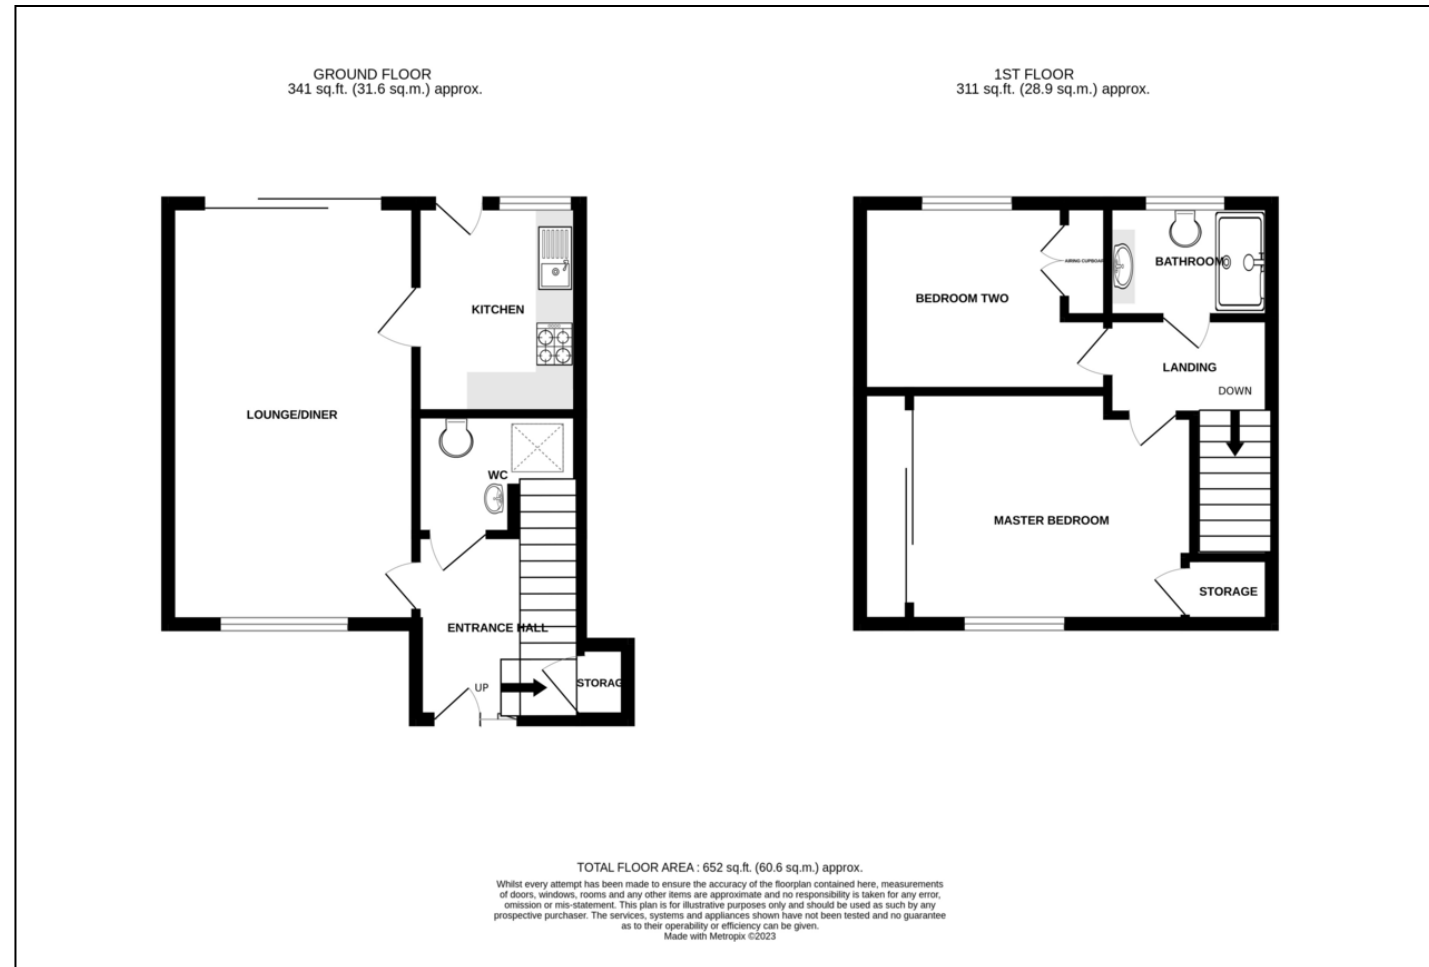 GROUND FLOOR
341 sq.ft. (31.6 sq.m.) approx.
1ST FLOOR
311 sq.ft. (28.9 sq.m.) approx.
KITCHEN
LOUNGE/DINER
WC
ENTRANCE HALL
UP
STORAG
AIRING CUPBOAR
BATHROOM
BEDROOM TWO
LANDING
DOWN
MASTER BEDROOM
STORAGE
TOTAL FLOOR AREA : 652 sq.ft. (60.6 sq.m.) approx.
Whilst every attempt has been made to ensure the accuracy of the floorplan contained here, measurements
of doors, windows, rooms and any other items are approximate and no responsibility is taken for any error,
omission or mis-statement. This plan is for illustrative purposes only and should be used as such by any
prospective purchaser. The services, systems and appliances shown have not been tested and no guarantee
as to their operability or efficiency can be given.
Made with Metropix ©2023